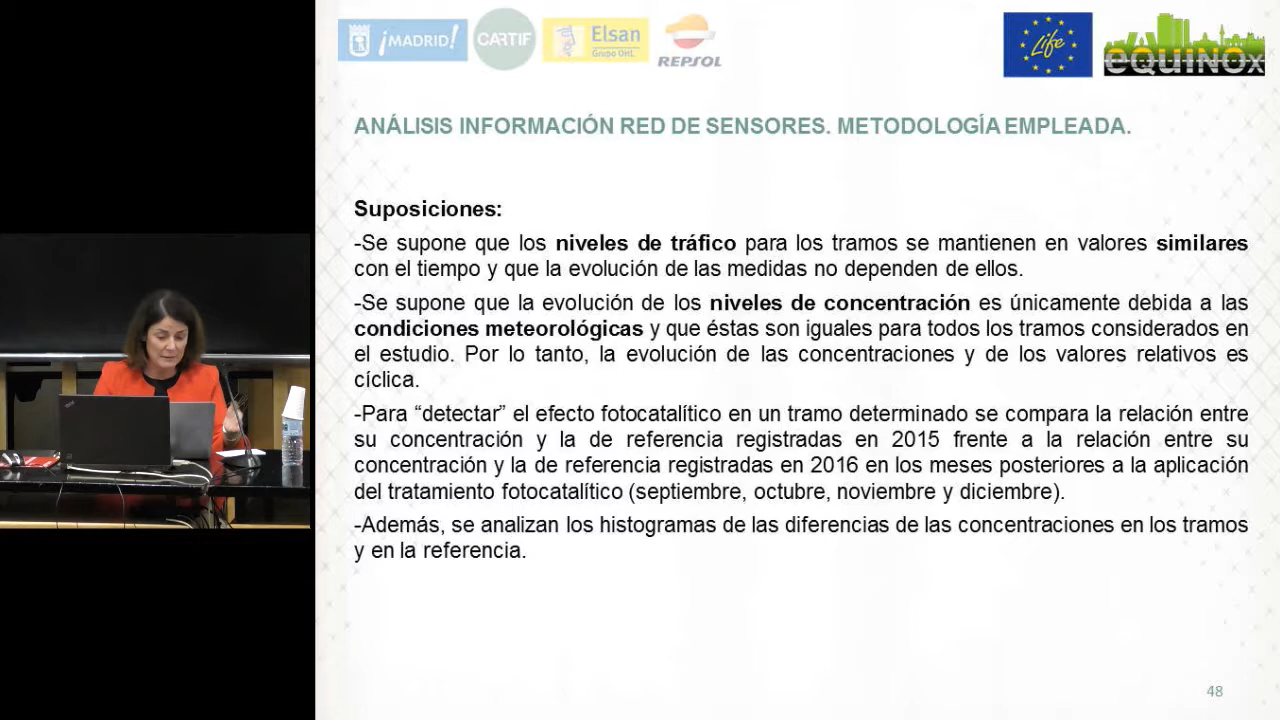 ¡MADRID!
CARTIF
Elsan
Grupo OHL
REPSOL
Life
eQUINOx
ANÁLISIS INFORMACIÓN RED DE SENSORES. METODOLOGÍA EMPLEADA.
Suposiciones:
-Se supone que los niveles de tráfico para los tramos se mantienen en valores similares
con el tiempo y que la evolución de las medidas no dependen de ellos.
-Se supone que la evolución de los niveles de concentración es únicamente debida a las
condiciones meteorológicas y que éstas son iguales para todos los tramos considerados en
el estudio. Por lo tanto, la evolución de las concentraciones y de los valores relativos es
cíclica.
-Para “detectar” el efecto fotocatalítico en un tramo determinado se compara la relación entre
su concentración y la de referencia registradas en 2015 frente a la relación entre su
concentración y la de referencia registradas en 2016 en los meses posteriores a la aplicación
del tratamiento fotocatalítico (septiembre, octubre, noviembre y diciembre).
-Además, se analizan los histogramas de las diferencias de las concentraciones en los tramos
y en la referencia.
48